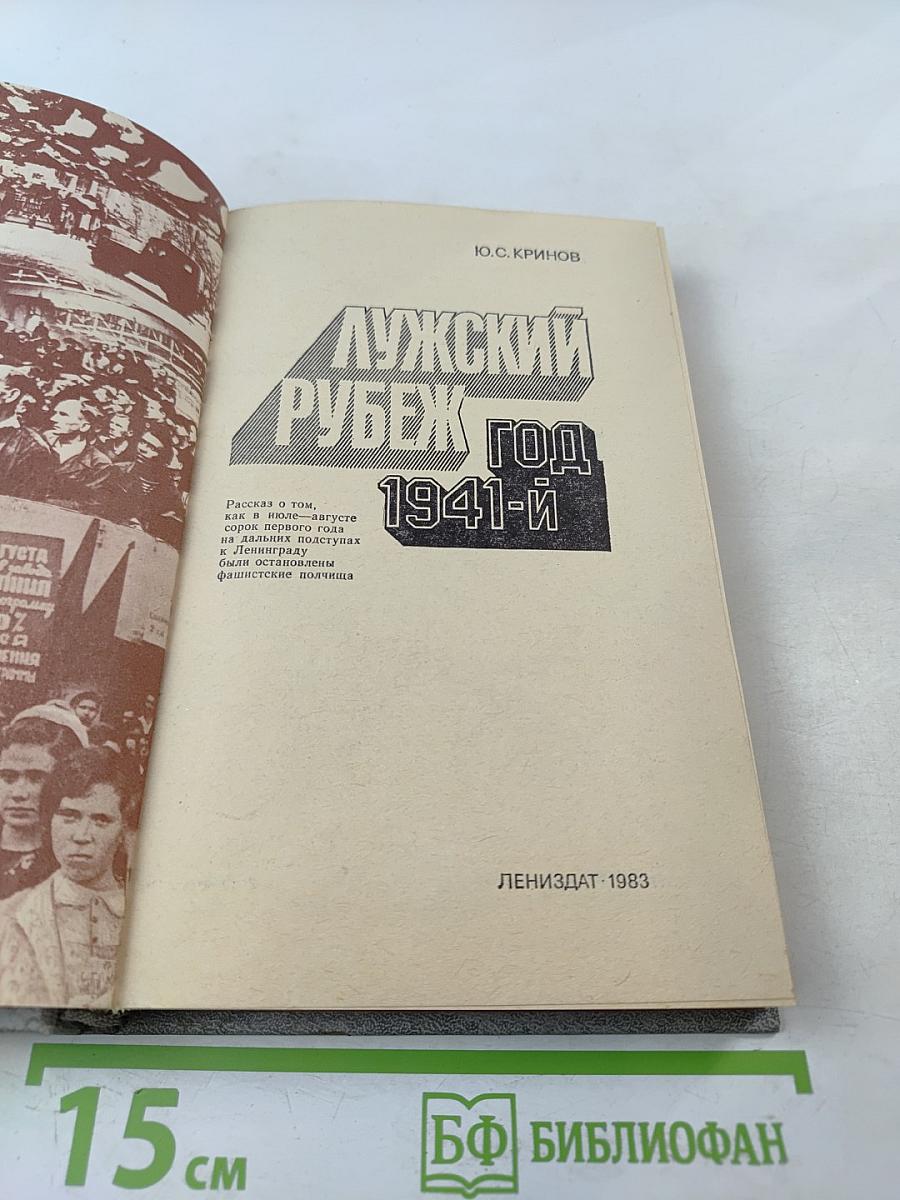 Ю.С.КРИНОВ
ЛУЖСКИЙ
РУБЕЖ
ГОД
1941-й
Рассказ о том,
как в июле—августе
сорок первого года
на дальних подступах
к Ленинграду
были остановлены
фашистские полчища
ЛЕНИЗДАТ·1983
15 см
БФ БИБЛИОФАН